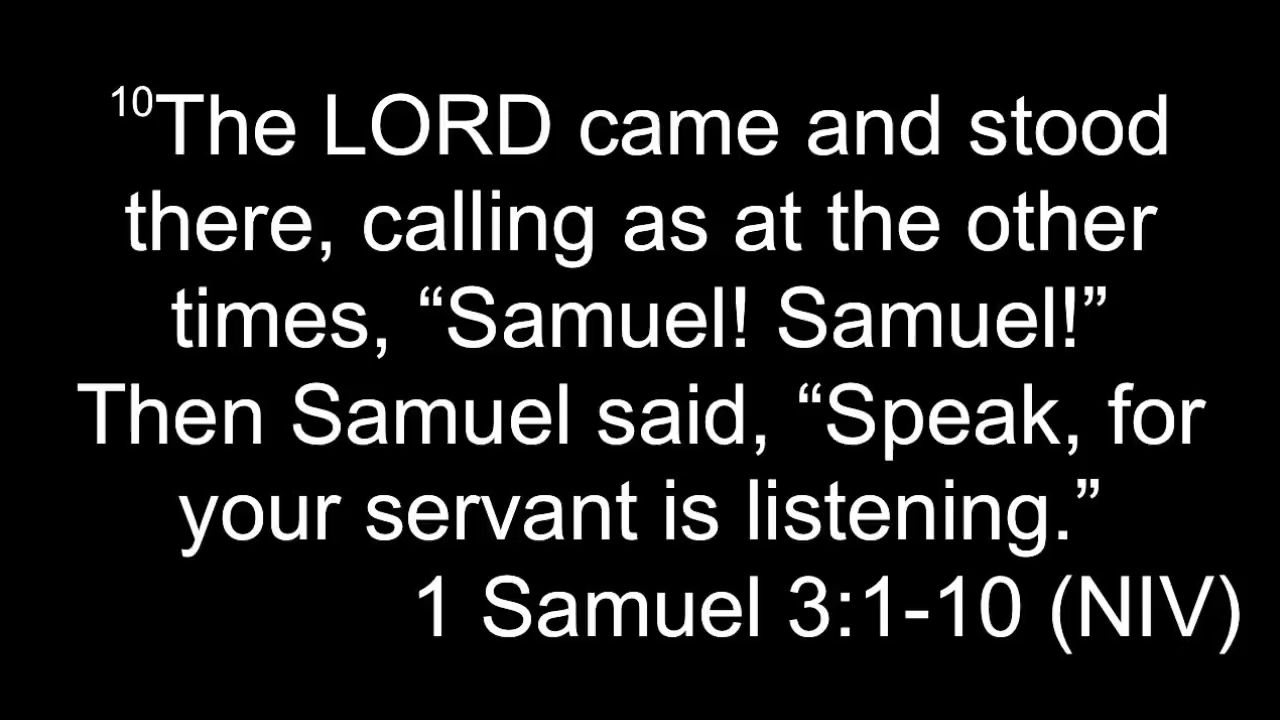 10The LORD came and stood
there, calling as at the other
times, “Samuel! Samuel!”
Then Samuel said, “Speak, for
your servant is listening.”
1 Samuel 3:1-10 (NIV)